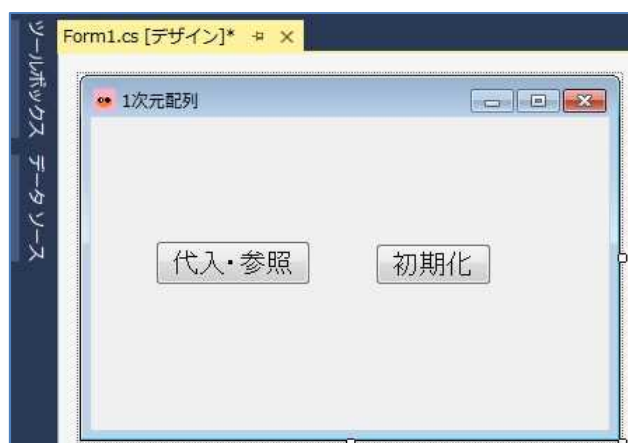 ツールボックス
データ ソース
Form1.cs [デザイン]*
1次元配列
代入・参照
初期化